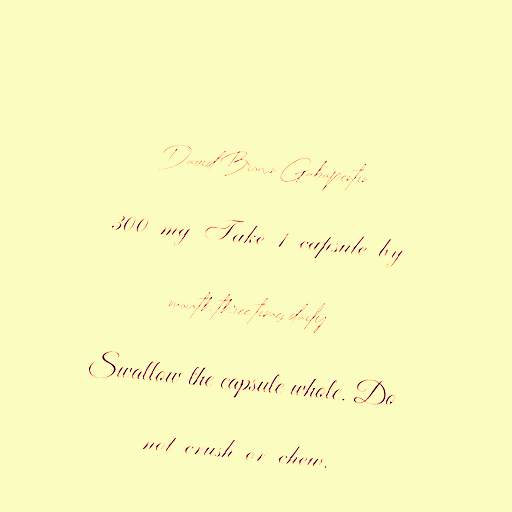 David Brown Gabapentin
300 mg Take 1 capsule by
mouth three times daily
Swallow the capsule whole. Do
not crush or chew.